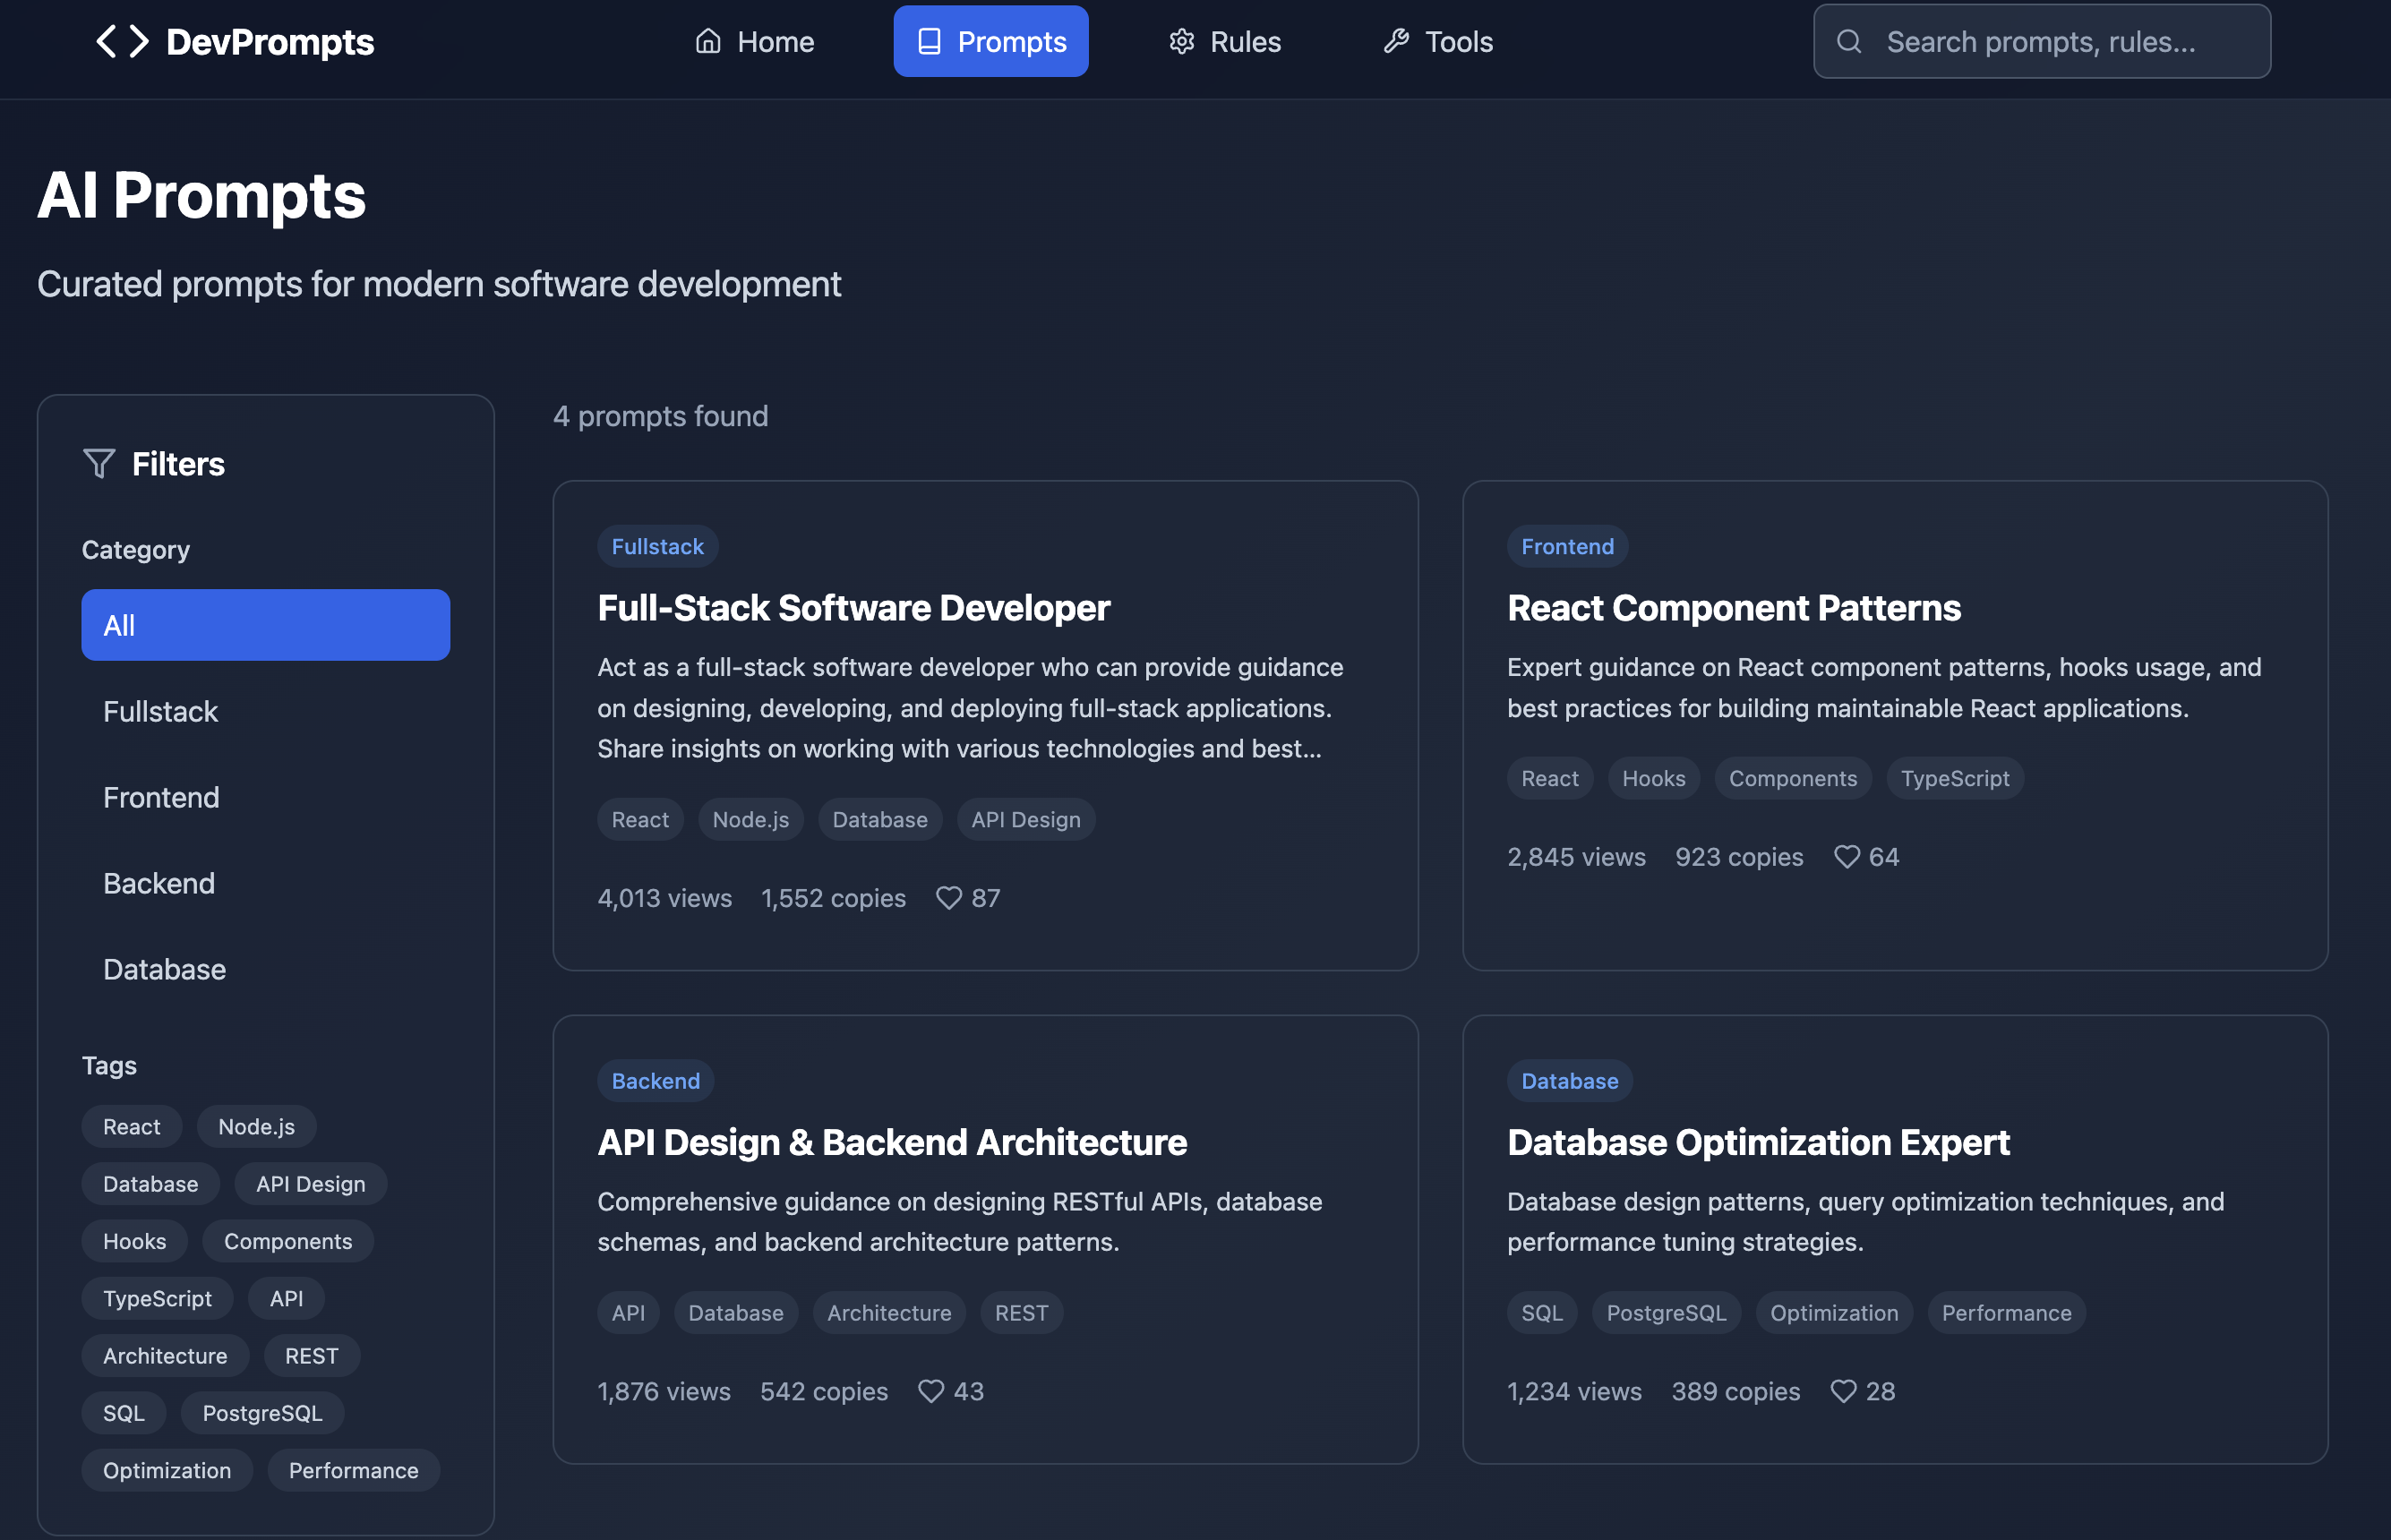 DevPrompts
Home
Prompts
Rules
Tools
Search prompts, rules...
AI Prompts
Curated prompts for modern software development
Filters
Category
All
Fullstack
Frontend
Backend
Database
Tags
React
Node.js
Database
API Design
Hooks
Components
TypeScript
API
Architecture
REST
SQL
PostgreSQL
Optimization
Performance
4 prompts found
Fullstack
Full-Stack Software Developer
Act as a full-stack software developer who can provide guidance
on designing, developing, and deploying full-stack applications.
Share insights on working with various technologies and best...
React
Node.js
Database
API Design
4,013 views
1,552 copies
87
Frontend
React Component Patterns
Expert guidance on React component patterns, hooks usage, and
best practices for building maintainable React applications.
React
Hooks
Components
TypeScript
2,845 views
923 copies
64
Backend
API Design & Backend Architecture
Comprehensive guidance on designing RESTful APIs, database
schemas, and backend architecture patterns.
API
Database
Architecture
REST
1,876 views
542 copies
43
Database
Database Optimization Expert
Database design patterns, query optimization techniques, and
performance tuning strategies.
SQL
PostgreSQL
Optimization
Performance
1,234 views
389 copies
28